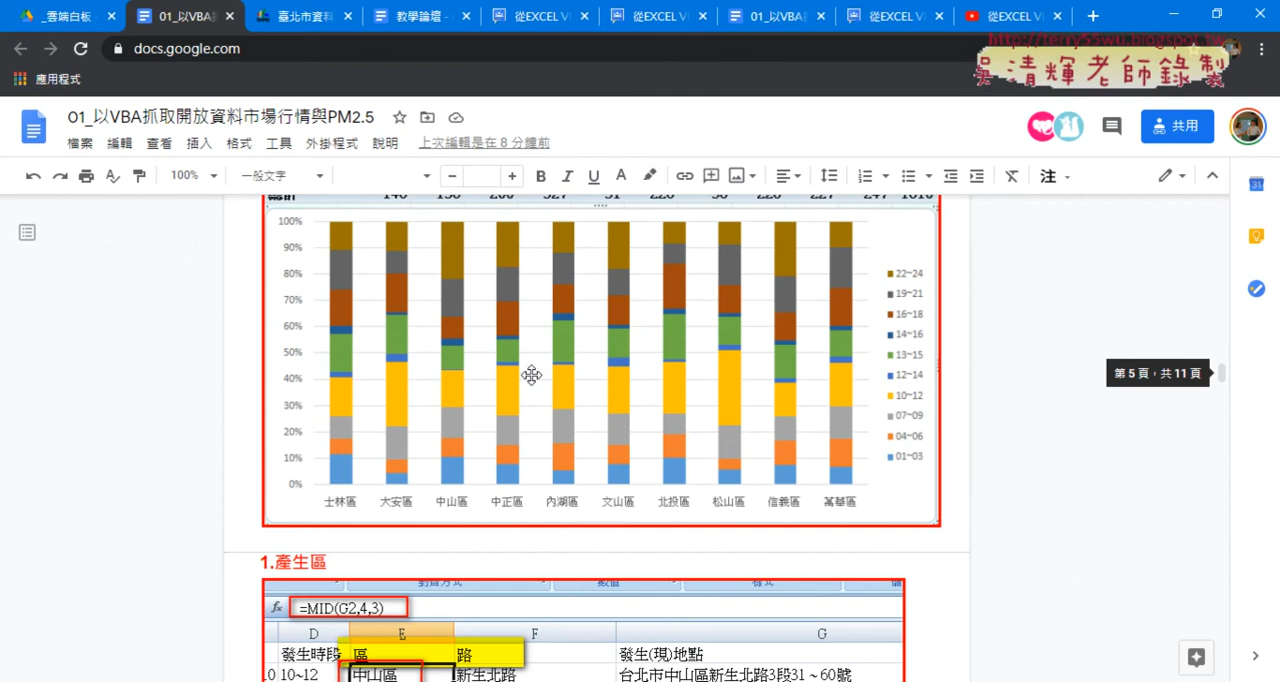 _雲端白板
01_以VBA
臺北市資料
教學論壇 -
從EXCEL V
從EXCEL V
01_以VBA
從EXCEL V
從EXCEL V
docs.google.com
http://terry55wu.blogspot.tw
吳清輝老師錄製
應用程式
01_以VBA抓取開放資料市場行情與PM2.5
檔案 編輯 查看 插入 格式 工具 外掛程式 說明 上次編輯是在 8 分鐘前
共用
100% 一般文字
注
100%
90%
80%
70%
60%
50%
40%
30%
20%
10%
0%
士林區 大安區 中山區 中正區 內湖區 文山區 北投區 松山區 信義區 萬華區
22~24
19~21
16~18
14~16
13~15
12~14
10~12
07~09
04~06
01~03
第 5 頁，共 11 頁
1.產生區
fx =MID(G2,4,3)
D E F G
發生時段 區 路 發生(現)地點
10 10~12 中山區 新生北路 台北市中山區新生北路3段31～60號